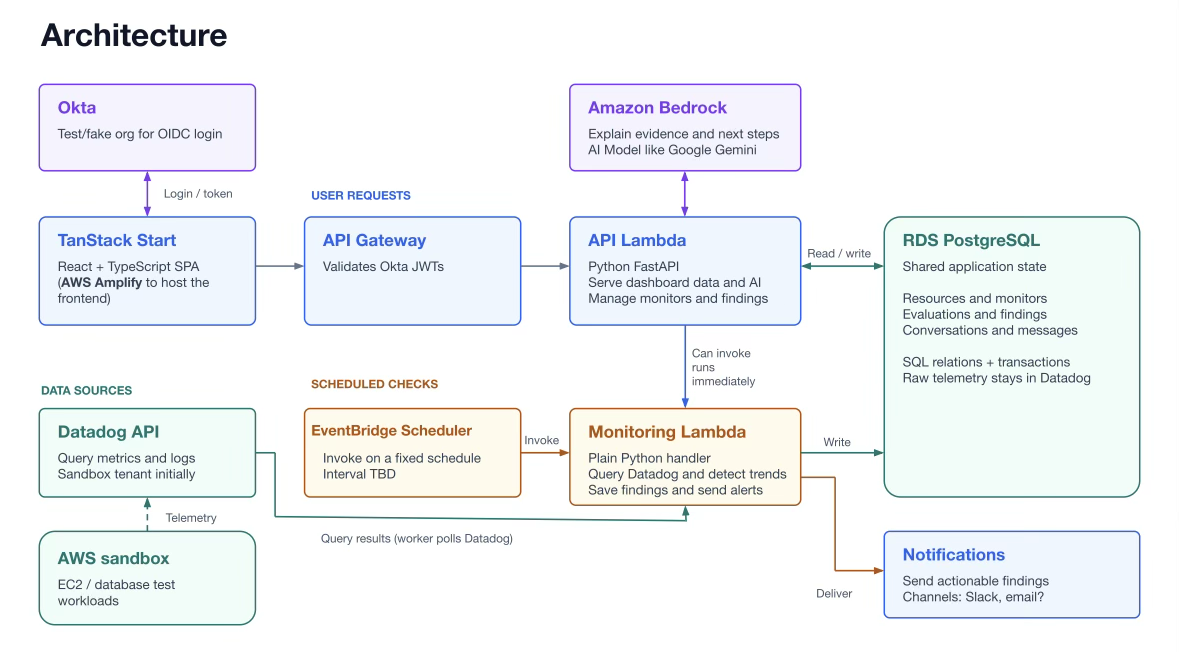 Architecture
Okta
Test/fake org for OIDC login
Amazon Bedrock
Explain evidence and next steps
AI Model like Google Gemini
Login / token
USER REQUESTS
TanStack Start
React + TypeScript SPA
(AWS Amplify to host the
frontend)
API Gateway
Validates Okta JWTs
API Lambda
Python FastAPI
Serve dashboard data and AI
Manage monitors and findings
Read / write
RDS PostgreSQL
Shared application state
Resources and monitors
Evaluations and findings
Conversations and messages
SQL relations + transactions
Raw telemetry stays in Datadog
Can invoke
runs
immediately
DATA SOURCES
SCHEDULED CHECKS
Datadog API
Query metrics and logs
Sandbox tenant initially
EventBridge Scheduler
Invoke on a fixed schedule
Interval TBD
Invoke
Monitoring Lambda
Plain Python handler
Query Datadog and detect trends
Save findings and send alerts
Write
Telemetry
Query results (worker polls Datadog)
AWS sandbox
EC2 / database test
workloads
Deliver
Notifications
Send actionable findings
Channels: Slack, email?